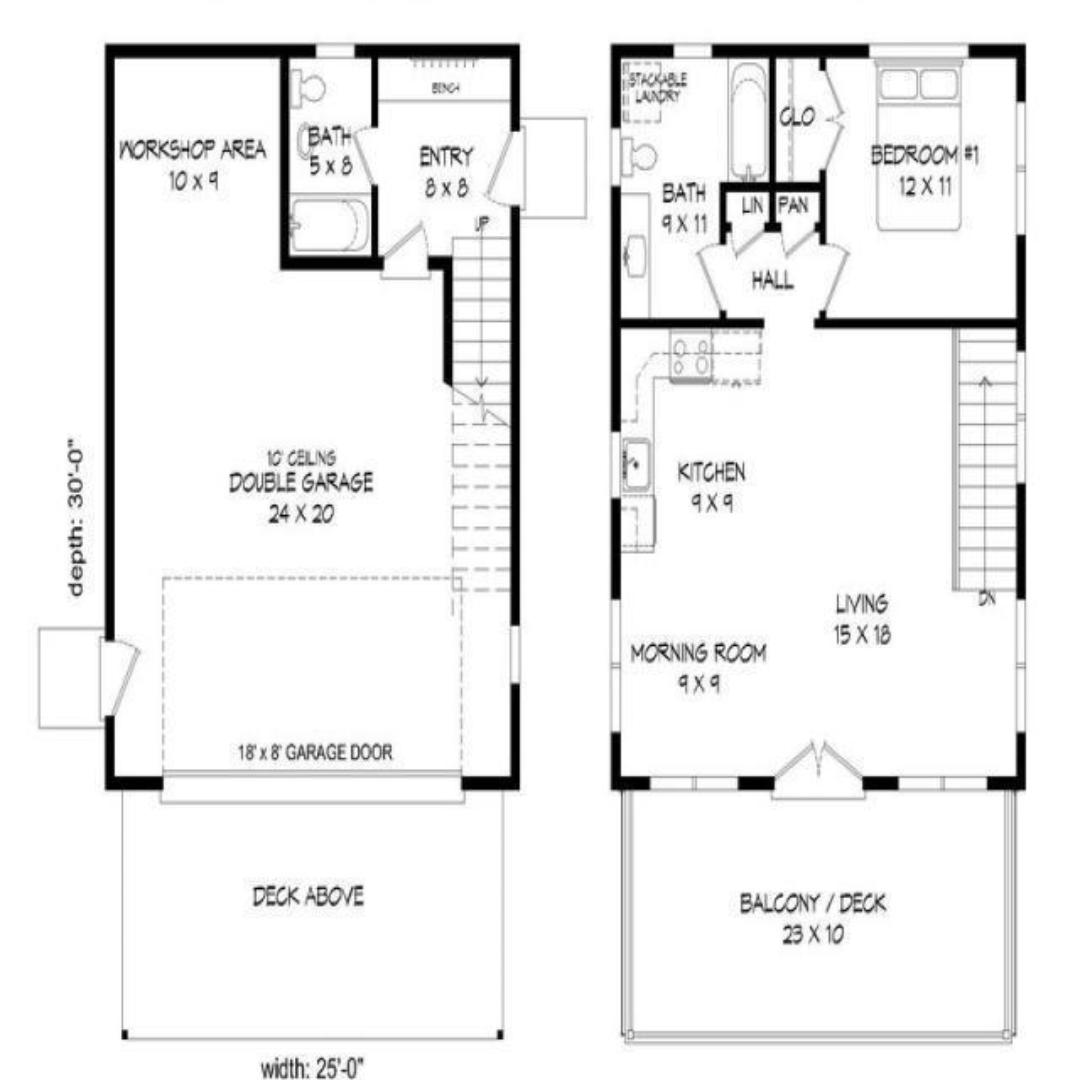 WORKSHOP AREA
10 X 9
BATH
5 X 8
BENCH
ENTRY
8 X 8
UP
10' CEILING
DOUBLE GARAGE
24 X 20
depth: 30'-0"
18' x 8' GARAGE DOOR
DECK ABOVE
width: 25'-0"
STACKABLE
LAUNDRY
BATH
9 X 11
CLO
LIN
PAN
BEDROOM #1
12 X 11
HALL
KITCHEN
9 X 9
LIVING
15 X 18
DN
MORNING ROOM
9 X 9
BALCONY / DECK
23 X 10